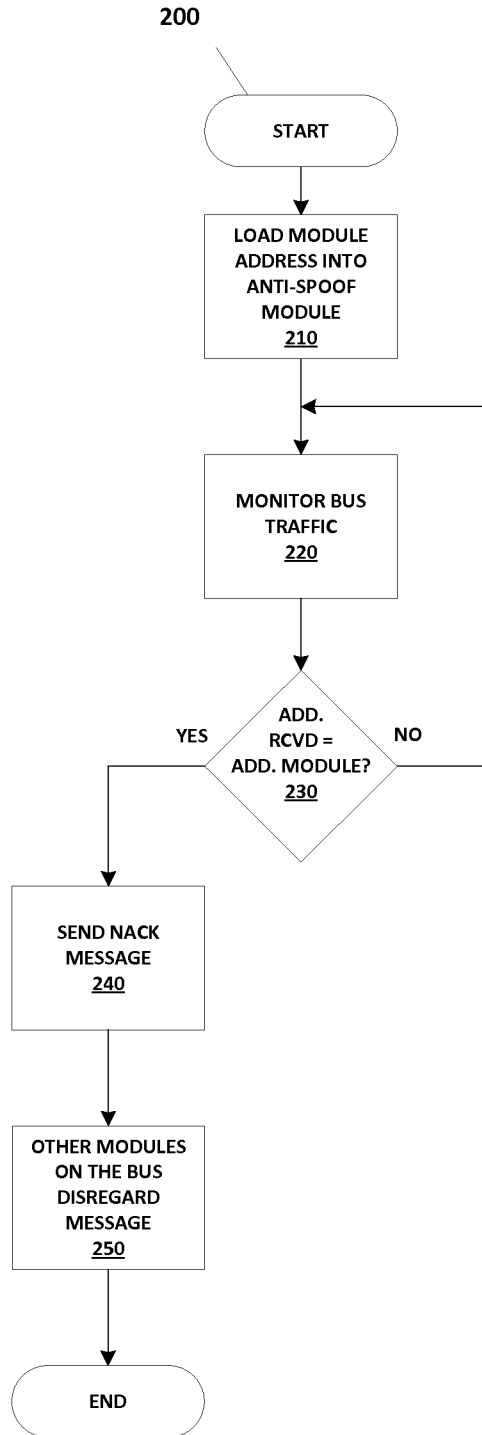 200
START
LOAD MODULE
ADDRESS INTO
ANTI-SPOOF
MODULE
210
MONITOR BUS
TRAFFIC
220
ADD.
RCVD =
ADD. MODULE?
230
YES
NO
SEND NACK
MESSAGE
240
OTHER MODULES
ON THE BUS
DISREGARD
MESSAGE
250
END